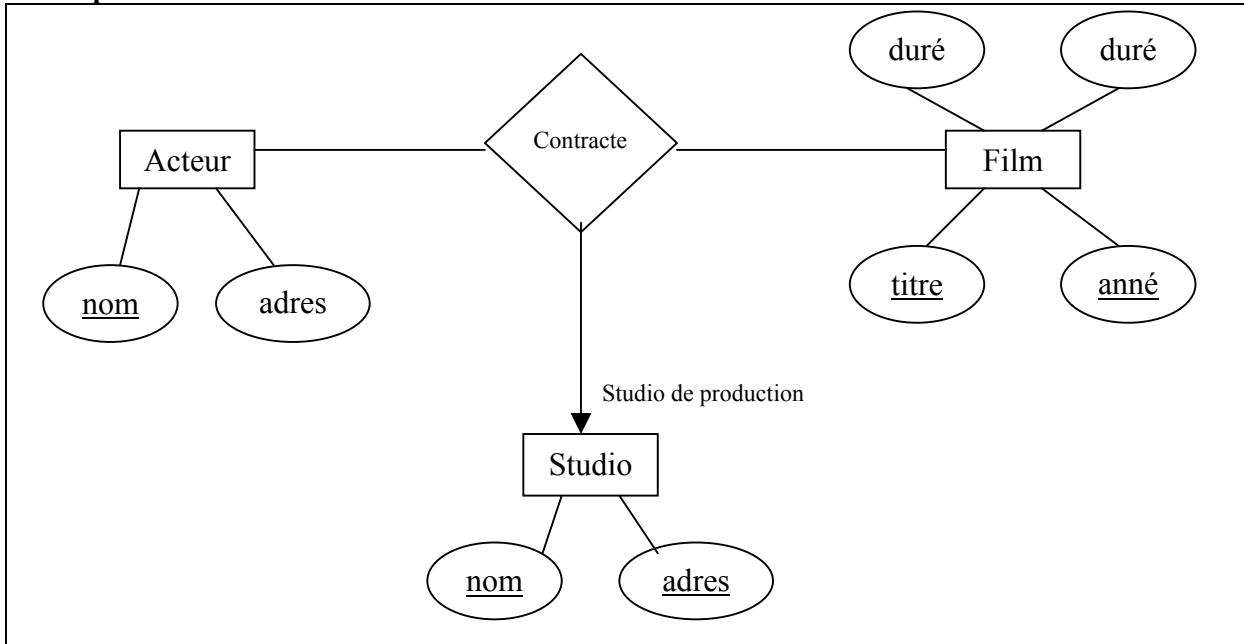 duré duré
Acteur Contracte Film
nom adres titre anné
Studio de production
Studio
nom adres